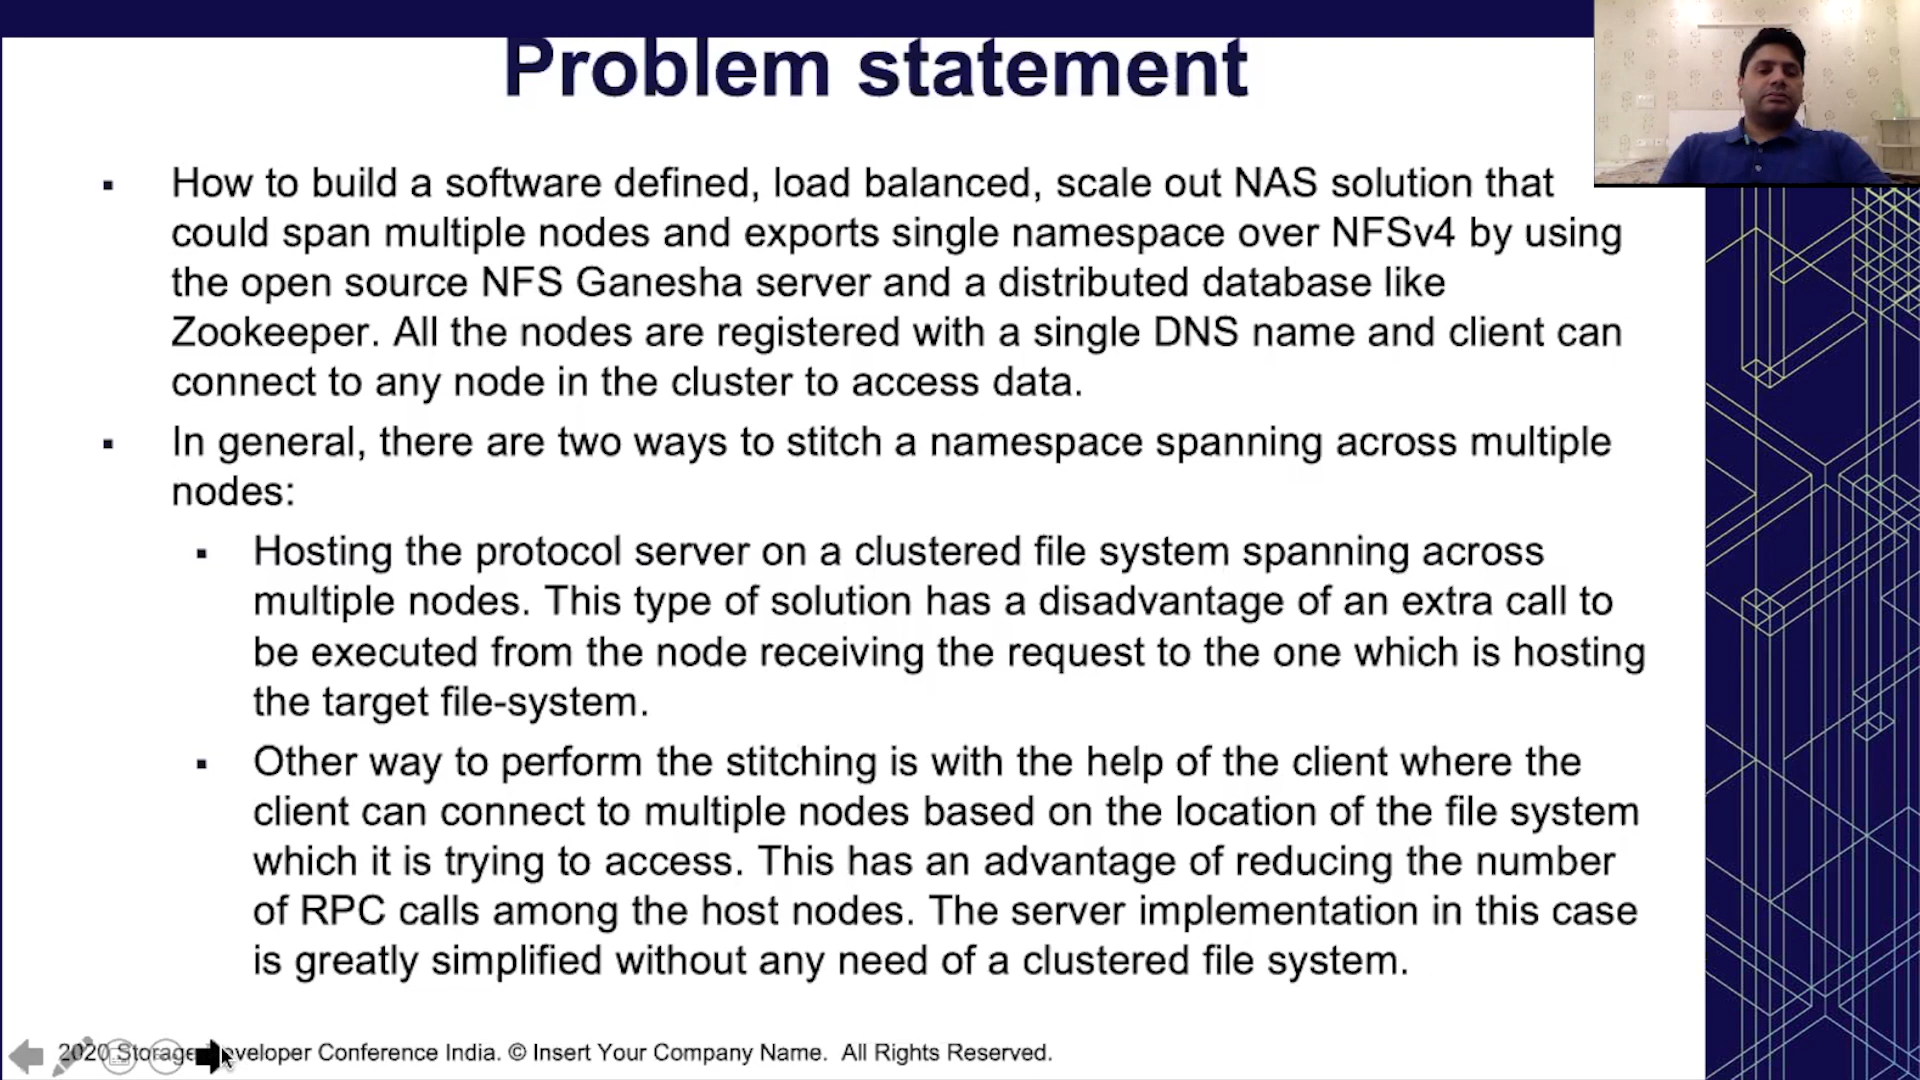 Problem statement
▪ How to build a software defined, load balanced, scale out NAS solution that
could span multiple nodes and exports single namespace over NFSv4 by using
the open source NFS Ganesha server and a distributed database like
Zookeeper. All the nodes are registered with a single DNS name and client can
connect to any node in the cluster to access data.
▪ In general, there are two ways to stitch a namespace spanning across multiple
nodes:
▪ Hosting the protocol server on a clustered file system spanning across
multiple nodes. This type of solution has a disadvantage of an extra call to
be executed from the node receiving the request to the one which is hosting
the target file-system.
▪ Other way to perform the stitching is with the help of the client where the
client can connect to multiple nodes based on the location of the file system
which it is trying to access. This has an advantage of reducing the number
of RPC calls among the host nodes. The server implementation in this case
is greatly simplified without any need of a clustered file system.
2020 Storage Developer Conference India. © Insert Your Company Name. All Rights Reserved.